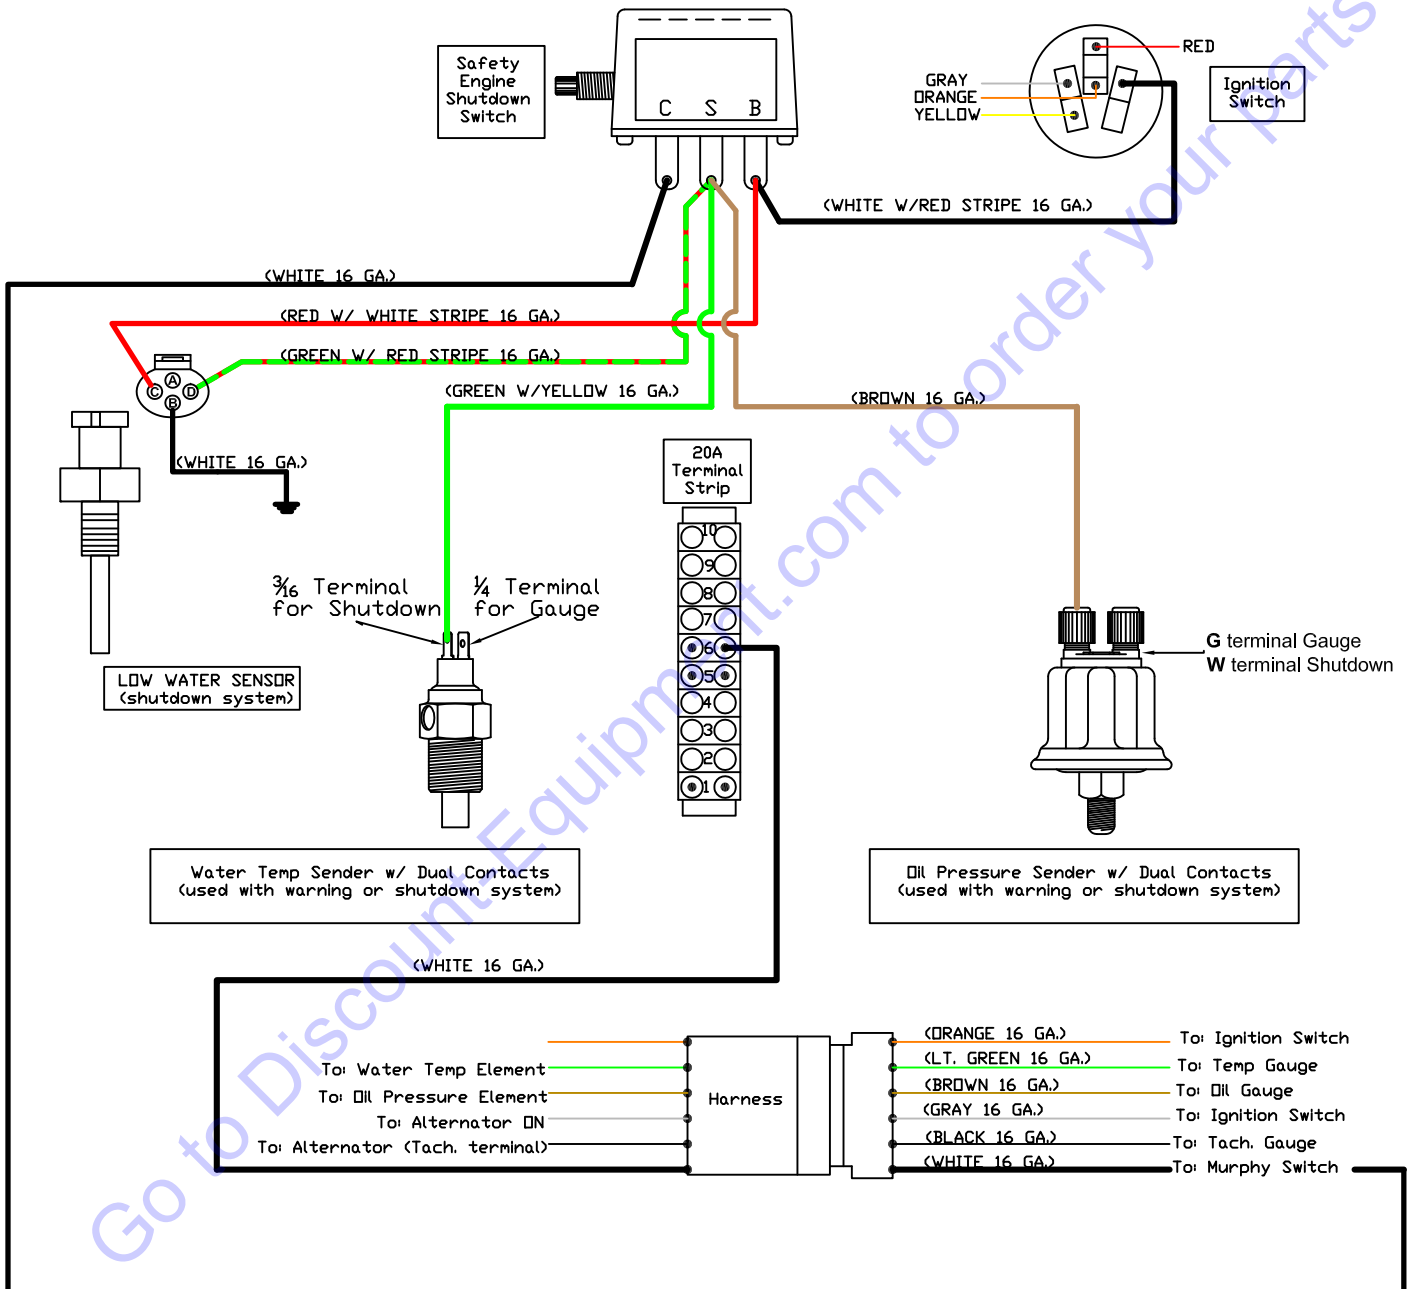 Safety
Engine
Shutdown
Switch
C S B
RED
GRAY
ORANGE
YELLOW
Ignition
Switch
(WHITE W/RED STRIPE 16 GA.)
(WHITE 16 GA.)
(RED W/ WHITE STRIPE 16 GA.)
(GREEN W/ RED STRIPE 16 GA.)
(GREEN W/YELLOW 16 GA.)
(BROWN 16 GA.)
A
C D
B
(WHITE 16 GA.)
20A
Terminal
Strip
10
9
8
7
6
5
4
3
2
1
3/16 Terminal
for Shutdown
1/4 Terminal
for Gauge
G terminal Gauge
W terminal Shutdown
LOW WATER SENSOR
(shutdown system)
Water Temp Sender w/ Dual Contacts
(used with warning or shutdown system)
Oil Pressure Sender w/ Dual Contacts
(used with warning or shutdown system)
(WHITE 16 GA.)
To: Water Temp Element
To: Oil Pressure Element
To: Alternator ON
To: Alternator (Tach. terminal)
Harness
(ORANGE 16 GA.) To: Ignition Switch
(LT. GREEN 16 GA.) To: Temp Gauge
(BROWN 16 GA.) To: Oil Gauge
(GRAY 16 GA.) To: Ignition Switch
(BLACK 16 GA.) To: Tach. Gauge
(WHITE 16 GA.) To: Murphy Switch
Go to Discount-Equipment.com to order your parts